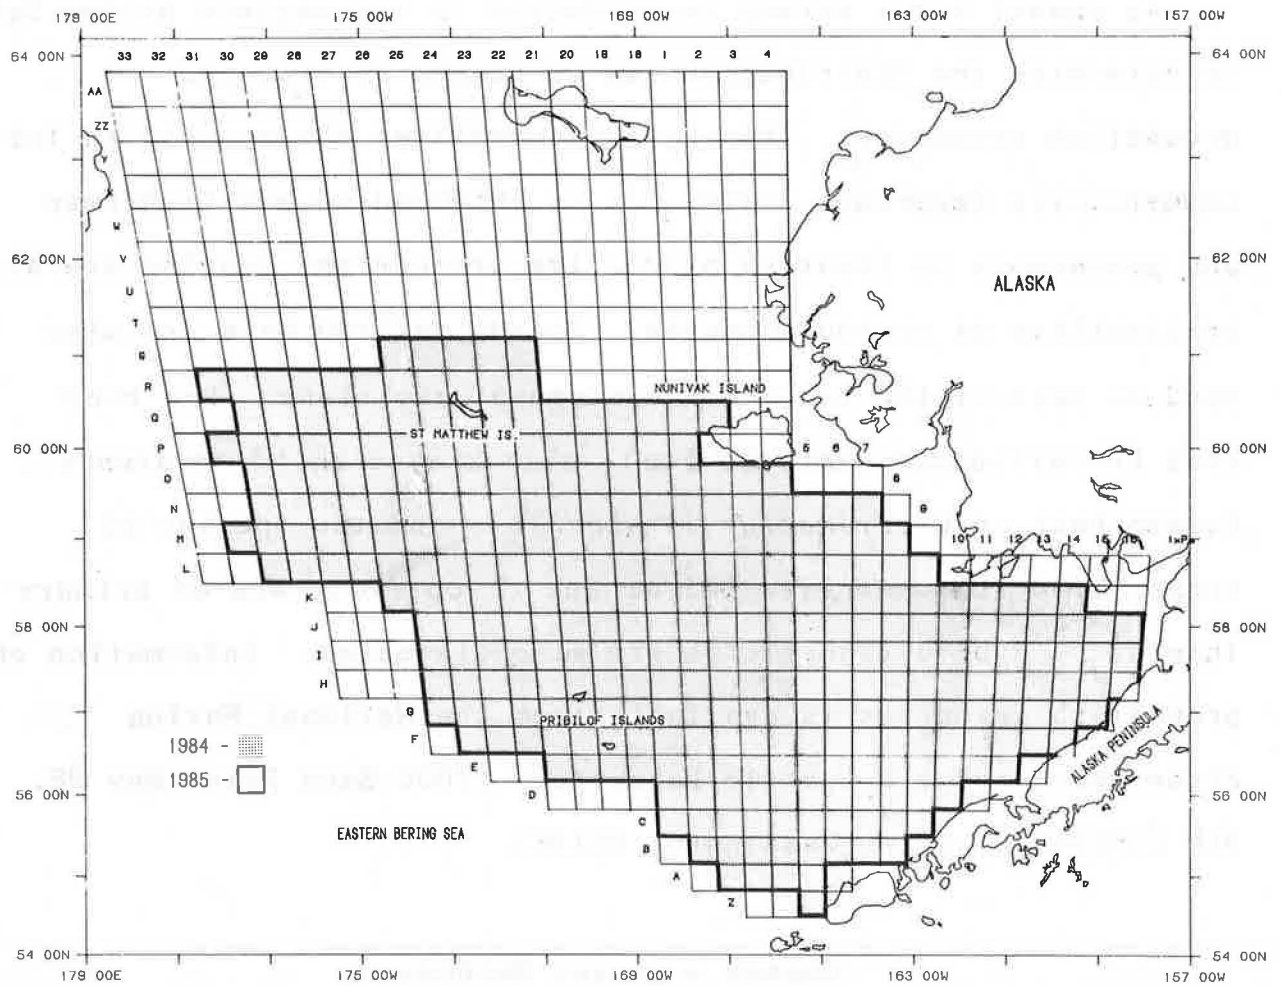 179 00E 175 00W 169 00W 163 00W 157 00W
64 00N 64 00N
33 32 31 30 29 28 27 26 25 24 23 22 21 20 19 18 1 2 3 4
AA
ZZ
Y
X
W
V
62 00N 62 00N
ALASKA
U
T
S
R
NUNIVAK ISLAND
Q
ST MATTHEW IS.
P
60 00N 60 00N
5 6 7
O
8
N
9
M
10 11 12 13 14 15 16
L
58 00N 58 00N
J
I
H
G
PRIBILOF ISLANDS
F
1984 -
ALASKA PENINSULA
E
1985
56 00N 56 00N
D
C
EASTERN BERING SEA
B
A
Z
54 00N 54 00N
179 00E 175 00W 169 00W 163 00W 157 00W